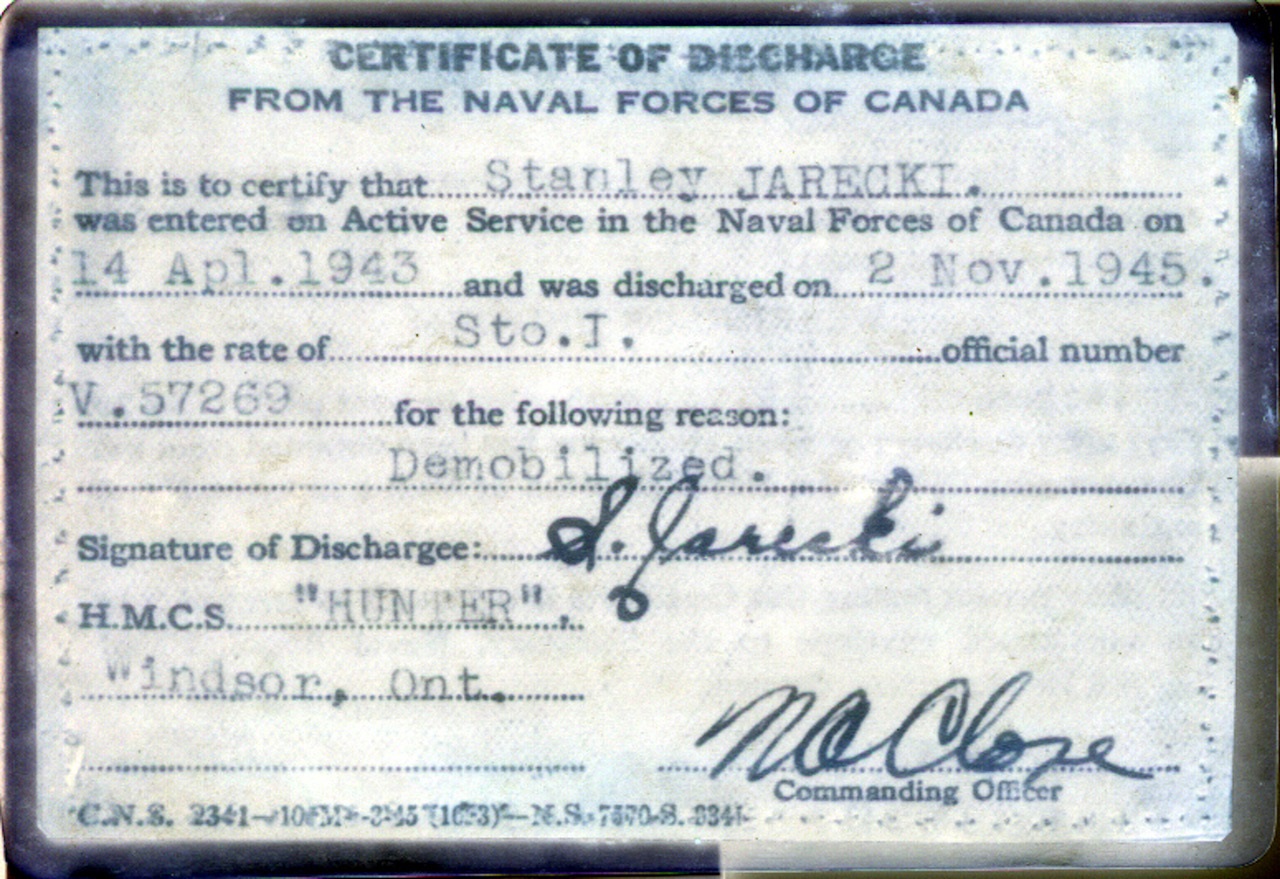 CERTIFICATE OF DISCHARGE
FROM THE NAVAL FORCES OF CANADA
This is to certify that Stanley JARECKI.
was entered on Active Service in the Naval Forces of Canada on
14 Apl.1943 and was discharged on 2 Nov.1945.
with the rate of Sto.I. official number
V.57269 for the following reason:
Demobilized.
Signature of Dischargee: S. Jarecki
H.M.C.S. "HUNTER".
Windsor, Ont.
Commanding Officer
C.N.S. 2341